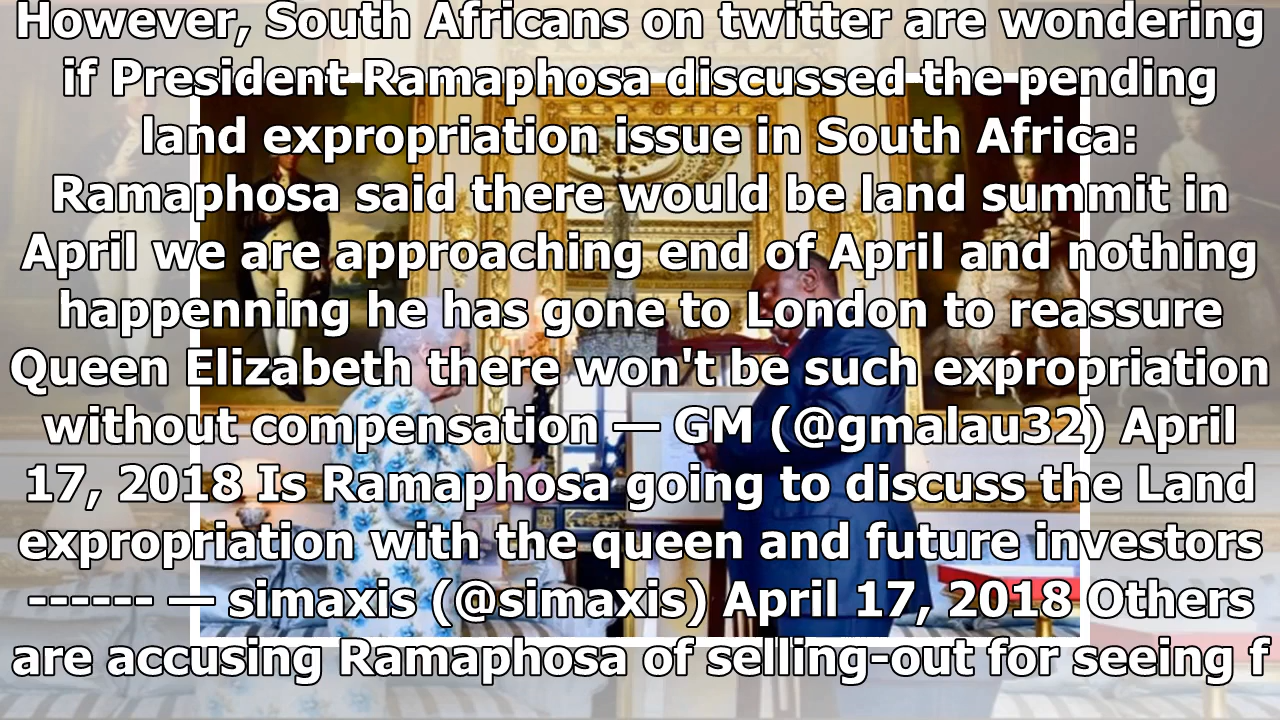 However, South Africans on twitter are wondering
if President Ramaphosa discussed the pending
land expropriation issue in South Africa:
Ramaphosa said there would be land summit in
April we are approaching end of April and nothing
happenning he has gone to London to reassure
Queen Elizabeth there won't be such expropriation
without compensation — GM (@gmalau32) April
17, 2018 Is Ramaphosa going to discuss the Land
expropriation with the queen and future investors
------ — simaxis (@simaxis) April 17, 2018 Others
are accusing Ramaphosa of selling-out for seeing f